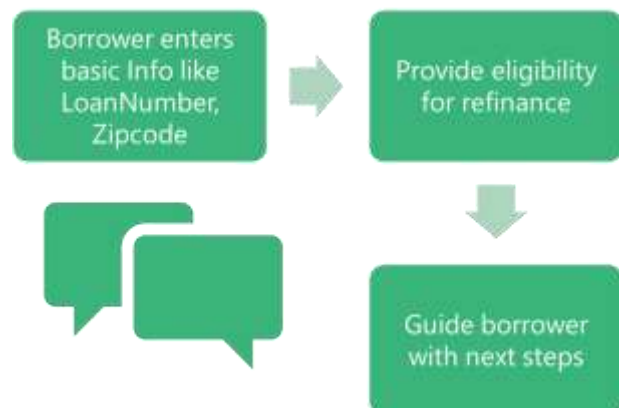 Borrower enters
basic Info like
LoanNumber,
Zipcode
Provide eligibility
for refinance
Guide borrower
with next steps